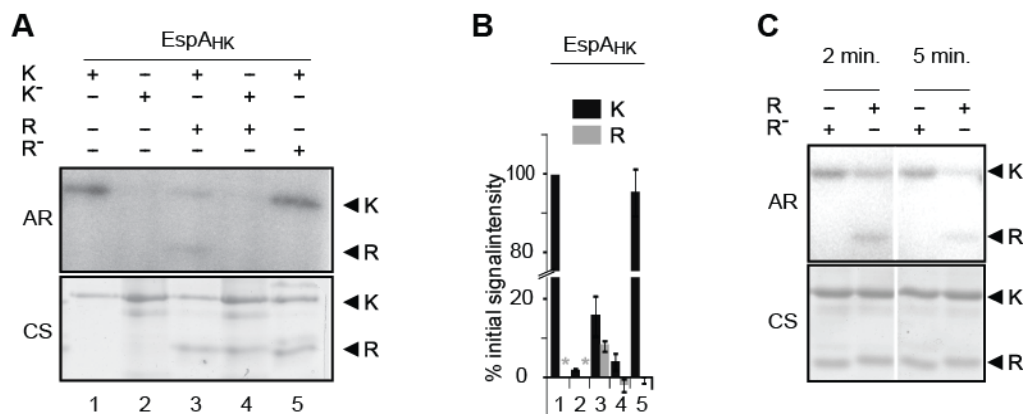 A
EspAHK
K + – + – +
K⁻ – + – + –
R – – + + –
R⁻ – – – – +
AR
◄K
◄R
CS
◄K
◄R
1 2 3 4 5
B
EspAHK
K
R
% initial signalintensity
100
80
20
0
* *
1 2 3 4 5
C
2 min. 5 min.
R – + – +
R⁻ + – + –
AR
◄K
◄R
CS
◄K
◄R